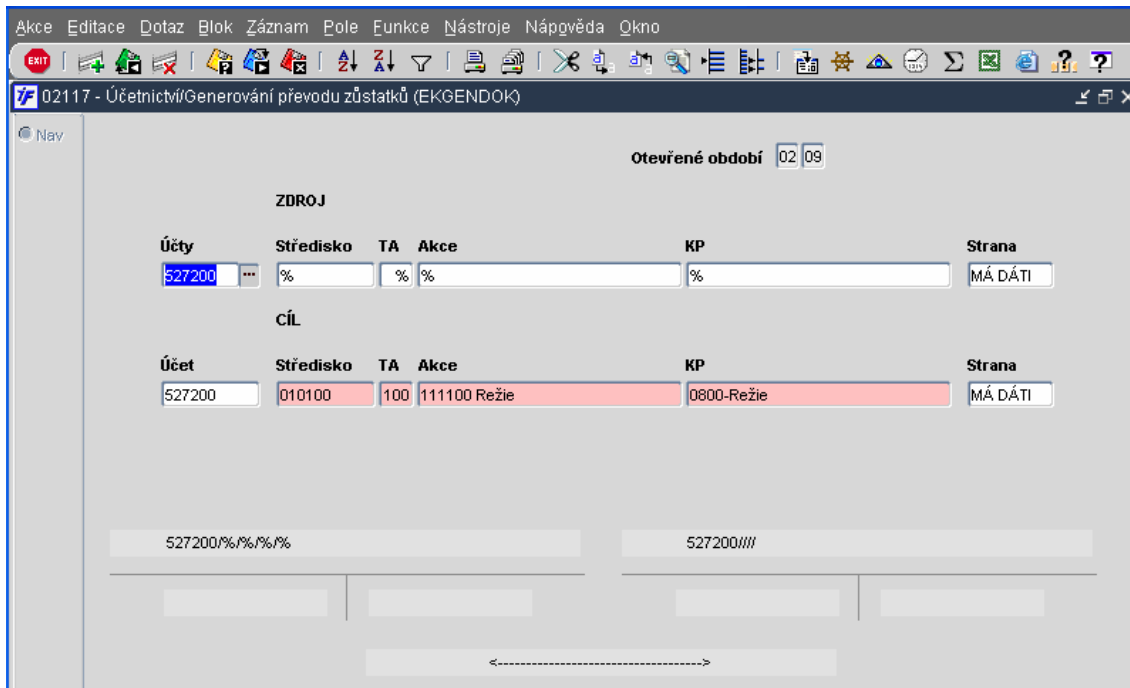 Akce Editace Dotaz Blok Záznam Pole Funkce Nástroje Nápověda Okno
EXIT
02117 - Účetnictví/Generování převodu zůstatků (EKGENDOK)
Nav
Otevřené období 02 09
ZDROJ
Účty Středisko TA Akce KP Strana
527200 ... % % % % MÁ DÁTI
CÍL
Účet Středisko TA Akce KP Strana
527200 010100 100 111100 Režie 0800-Režie MÁ DÁTI
527200/%/%/%/% 527200////
<------------------------------------->